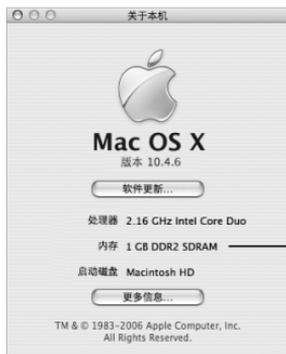 关于本机
Mac OS X
版本 10.4.6
软件更新...
处理器 2.16 GHz Intel Core Duo
内存 1 GB DDR2 SDRAM
启动磁盘 Macintosh HD
更多信息...
TM & © 1983-2006 Apple Computer, Inc.
All Rights Reserved.